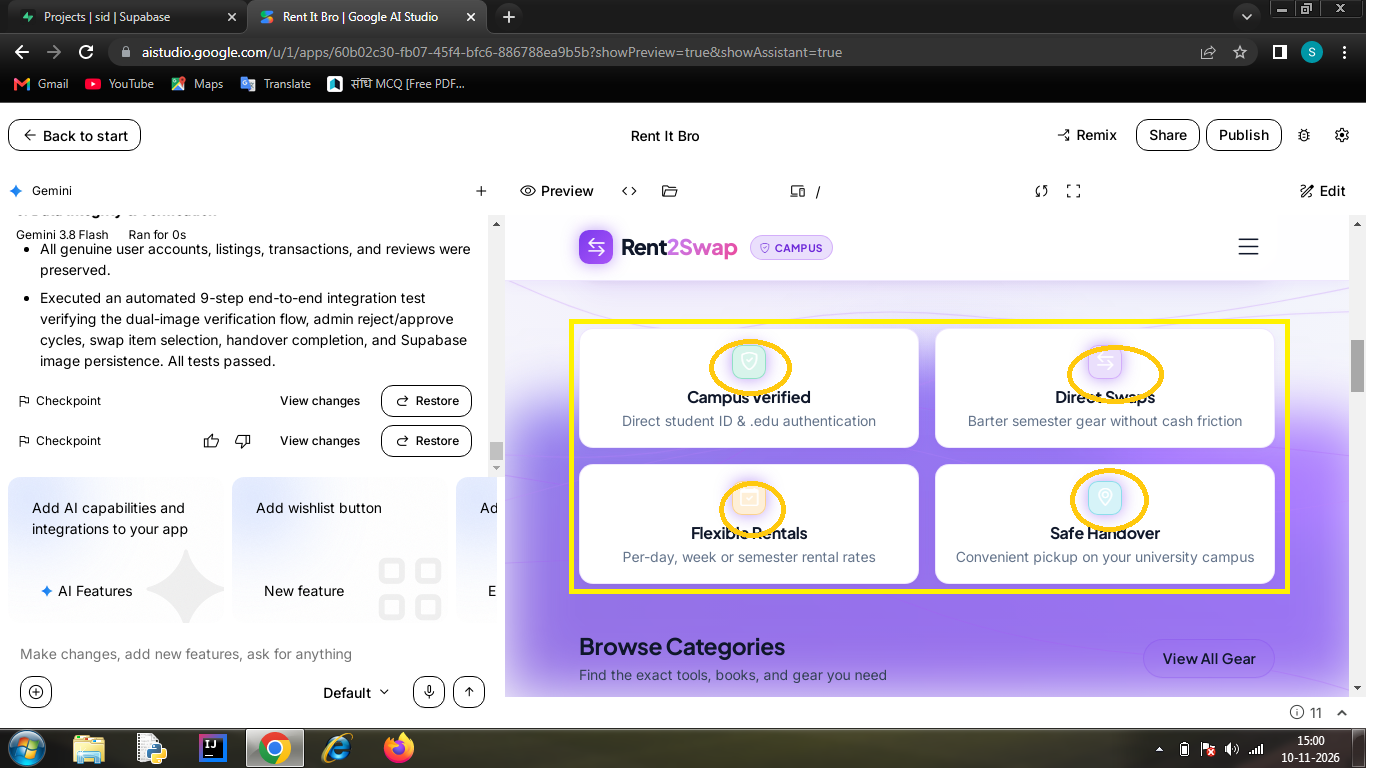 Projects | sid | Supabase
Rent It Bro | Google AI Studio
aistudio.google.com/u/1/apps/60b02c30-fb07-45f4-bfc6-886788ea9b5b?showPreview=true&showAssistant=true
S
Gmail
YouTube
Maps
Translate
संधि MCQ [Free PDF...
Back to start
Rent It Bro
Remix
Share
Publish
Gemini
Preview
/
Edit
Gemini 3.8 Flash Ran for 0s
All genuine user accounts, listings, transactions, and reviews were
preserved.
Executed an automated 9-step end-to-end integration test
verifying the dual-image verification flow, admin reject/approve
cycles, swap item selection, handover completion, and Supabase
image persistence. All tests passed.
Checkpoint
View changes
Restore
Checkpoint
View changes
Restore
Add AI capabilities and
integrations to your app
AI Features
Add wishlist button
New feature
Ad
E
Make changes, add new features, ask for anything
Default
Rent2Swap
CAMPUS
Campus Verified
Direct student ID & .edu authentication
Direct Swaps
Barter semester gear without cash friction
Flexible Rentals
Per-day, week or semester rental rates
Safe Handover
Convenient pickup on your university campus
Browse Categories
Find the exact tools, books, and gear you need
View All Gear
11
IJ
15:00
10-11-2026